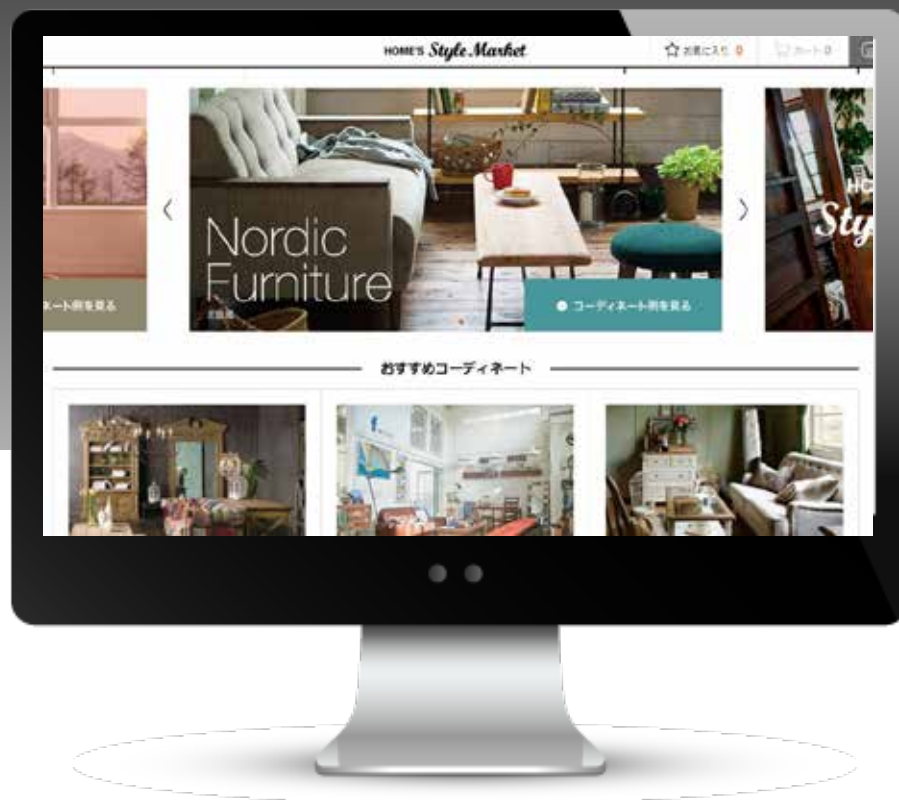 HOME'S Style Market
お気に入り 0
カート 0
Nordic
Furniture
コーディネート例を見る
ネート例を見る
Sty
おすすめコーディネート